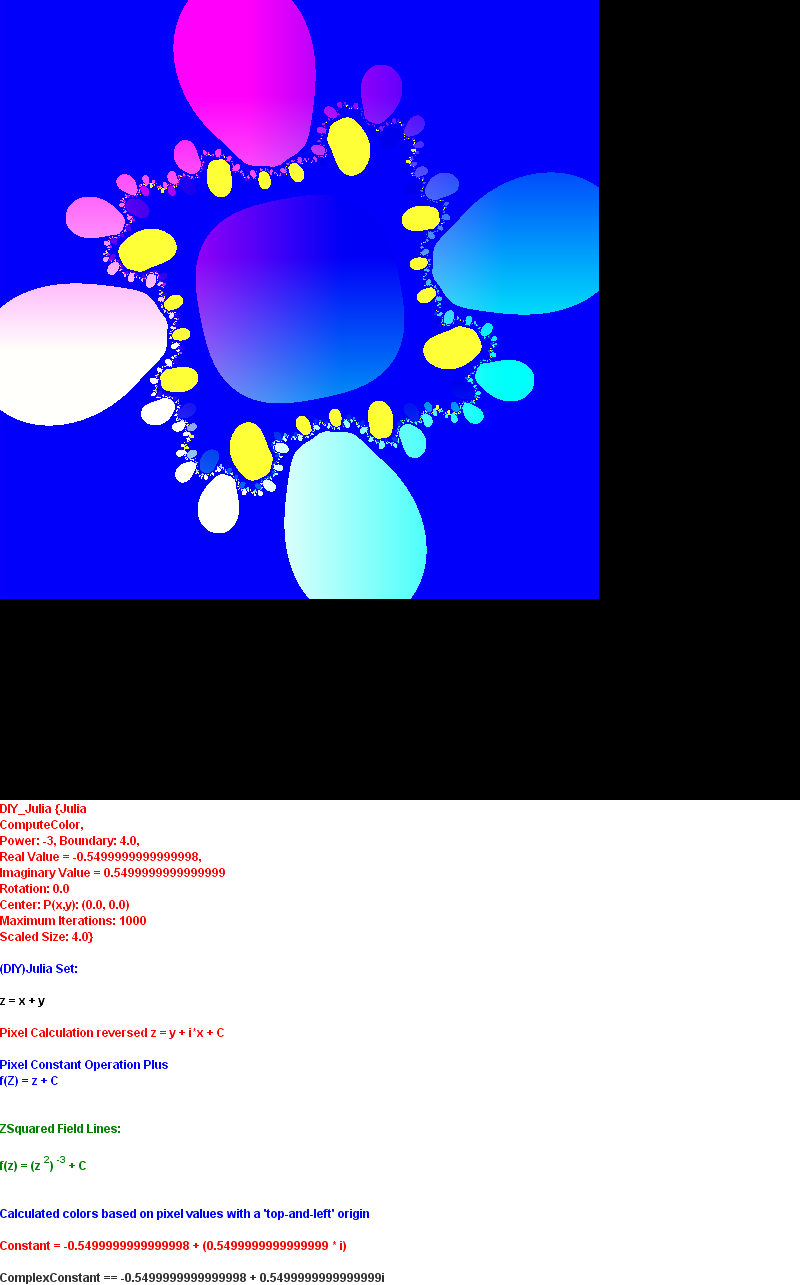 DIY_Julia {Julia
ComputeColor,
Power: -3, Boundary: 4.0,
Real Value = -0.5499999999999998,
Imaginary Value = 0.5499999999999999
Rotation: 0.0
Center: P(x,y): (0.0, 0.0)
Maximum Iterations: 1000
Scaled Size: 4.0}
(DIY)Julia Set:
z = x + y
Pixel Calculation reversed z = y + i*x + C
Pixel Constant Operation Plus
f(Z) = z + C
ZSquared Field Lines:
f(z) = (z 2) -3 + C
Calculated colors based on pixel values with a 'top-and-left' origin
Constant = -0.5499999999999998 + (0.5499999999999999 * i)
ComplexConstant == -0.5499999999999998 + 0.5499999999999999i